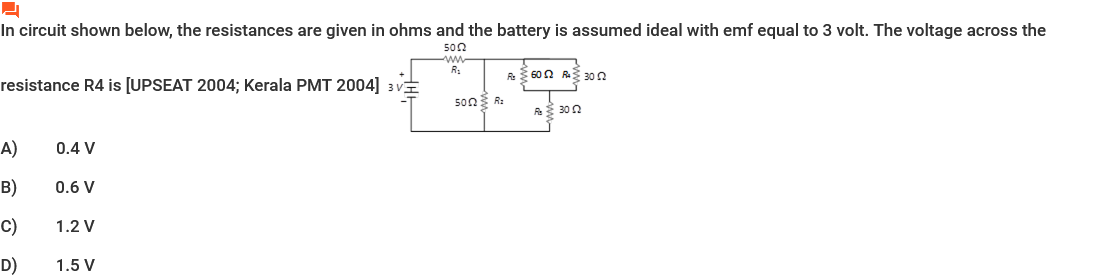 In circuit shown below, the resistances are given in ohms and the battery is assumed ideal with emf equal to 3 volt. The voltage across the
50Ω
R₁
resistance R4 is [UPSEAT 2004; Kerala PMT 2004]
+
3 V
−
50Ω R₂
R₃ 60 Ω R₄ 30 Ω
R₅ 30 Ω
A) 0.4 V
B) 0.6 V
C) 1.2 V
D) 1.5 V